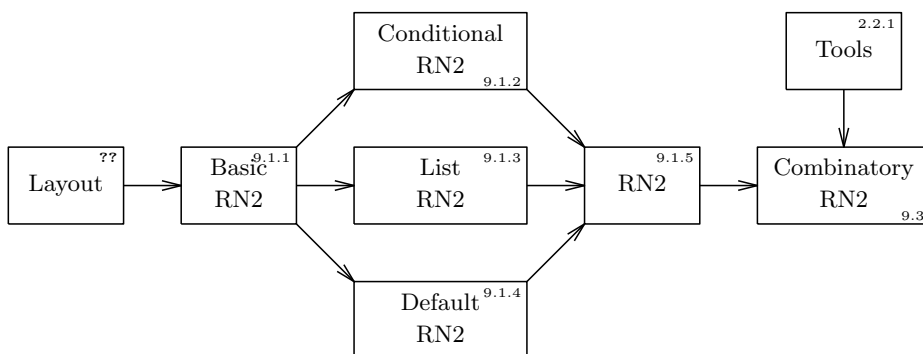 Conditional
RN2
9.1.2
2.2.1
Tools
??
Layout
9.1.1
Basic
RN2
9.1.3
List
RN2
9.1.5
RN2
Combinatory
RN2
9.3
9.1.4
Default
RN2